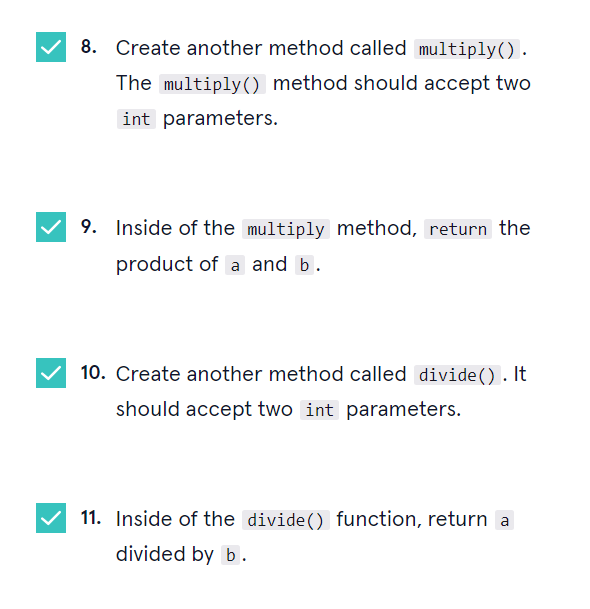 8. Create another method called multiply().
The multiply() method should accept two
int parameters.
9. Inside of the multiply method, return the
product of a and b.
10. Create another method called divide(). It
should accept two int parameters.
11. Inside of the divide() function, return a
divided by b.